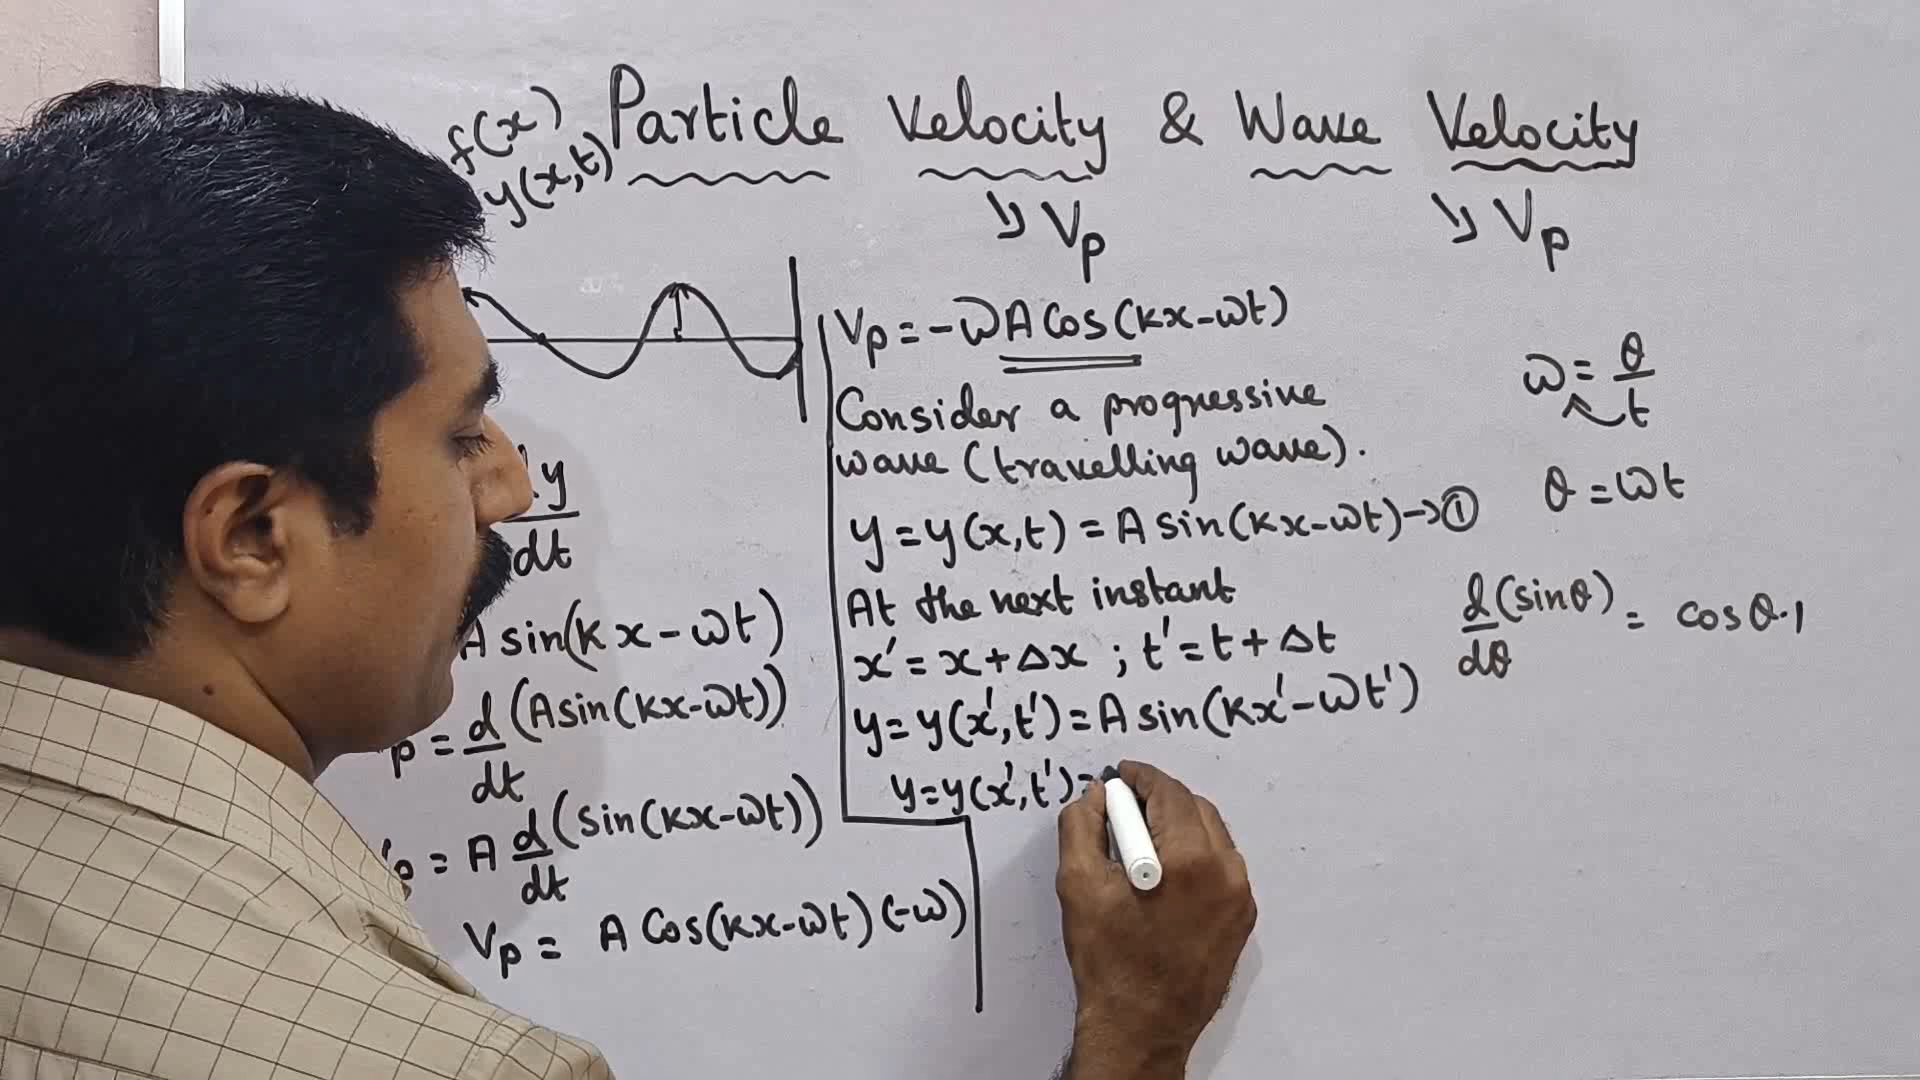 f(x)
y(x,t)
Particle Velocity & Wave Velocity
⇒ Vp
⇒ Vp
dy
dt
A sin(kx-ωt)
p = d/dt (A sin(kx-ωt))
p = A d/dt (sin(kx-ωt))
Vp = A Cos(kx-ωt)(-ω)
Vp = -ωA Cos(kx-ωt)
Consider a progressive
wave (travelling wave).
y = y(x,t) = A sin(kx-ωt) → ①
At the next instant
x' = x + Δx ; t' = t + Δt
y = y(x',t') = A sin(kx'-ωt')
y = y(x',t') =
ω = θ/t
θ = ωt
d/dθ (sinθ) = cosθ.1